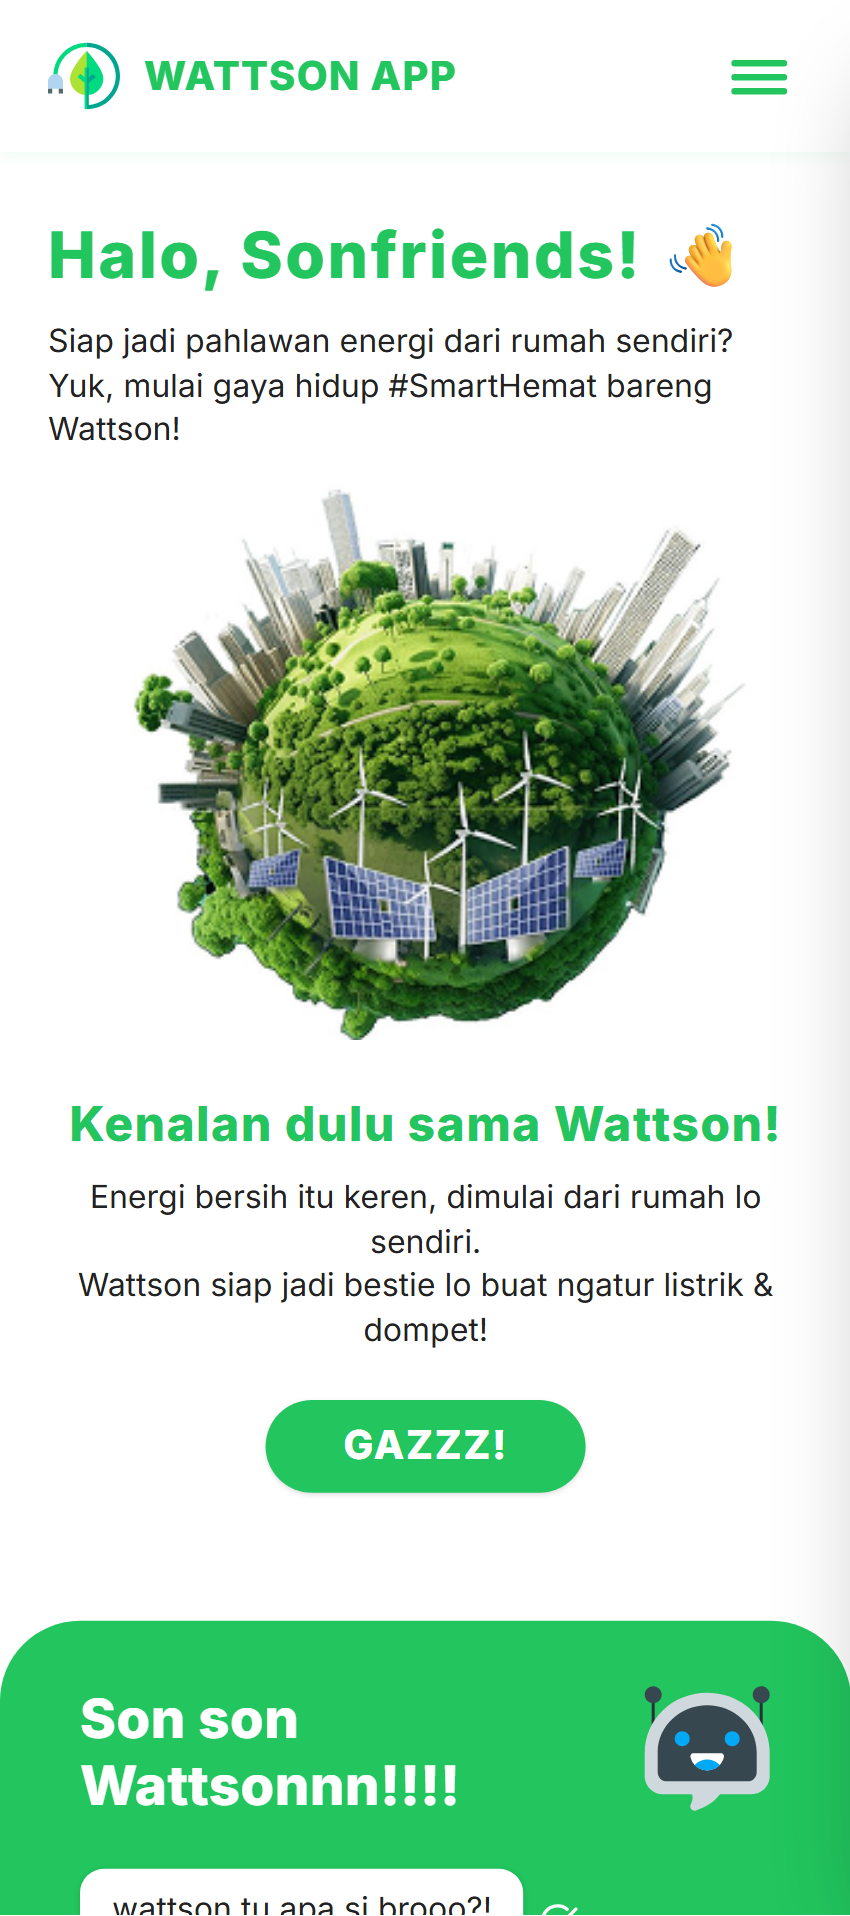 WATTSON APP
Halo, Sonfriends! 👋
Siap jadi pahlawan energi dari rumah sendiri?
Yuk, mulai gaya hidup #SmartHemat bareng
Wattson!
Kenalan dulu sama Wattson!
Energi bersih itu keren, dimulai dari rumah lo
sendiri.
Wattson siap jadi bestie lo buat ngatur listrik &
dompet!
GAZZZ!
Son son
Wattsonnn!!!!
wattson tu apa si brooo?!